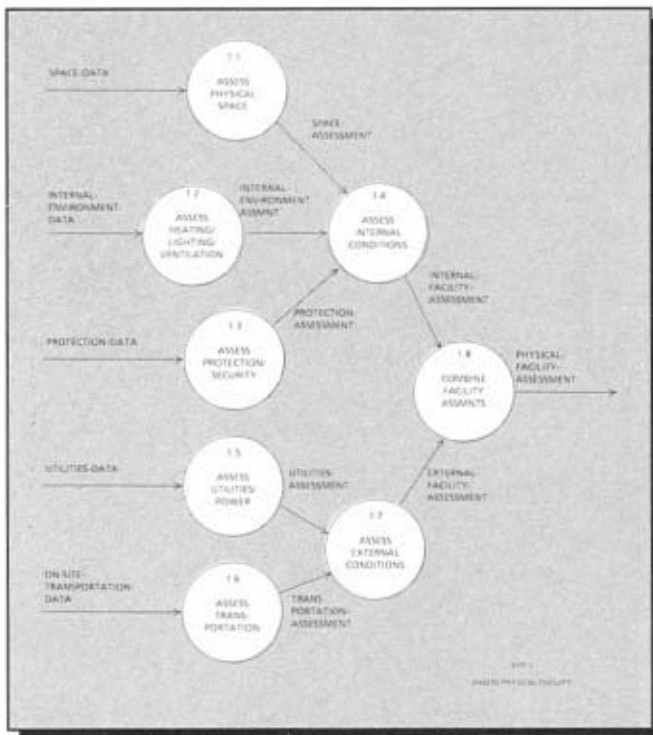 1.1
ASSESS
PHYSICAL
SPACE
SPACE-DATA
SPACE-
ASSESSMENT
1.2
ASSESS
HEATING/
LIGHTING/
VENTILATION
INTERNAL-
ENVIRONMENT-
DATA
INTERNAL-
ENVIRONMENT
ASSMNT
1.4
ASSESS
INTERNAL
CONDITIONS
PROTECTION-DATA
1.3
ASSESS
PROTECTION/
SECURITY
PROTECTION-
ASSESSMENT
INTERNAL-
FACILITY-
ASSESSMENT
1.8
COMBINE
FACILITY
ASSMNTS
PHYSICAL-
FACILITY-
ASSESSMENT
UTILITIES-DATA
1.5
ASSESS
UTILITIES/
POWER
UTILITIES-
ASSESSMENT
EXTERNAL-
FACILITY-
ASSESSMENT
1.7
ASSESS
EXTERNAL
CONDITIONS
ON-SITE-
TRANSPORTATION-
DATA
1.6
ASSESS
TRANS-
PORTATION
TRANS
PORTATION-
ASSESSMENT
PHYSICAL FACILITY